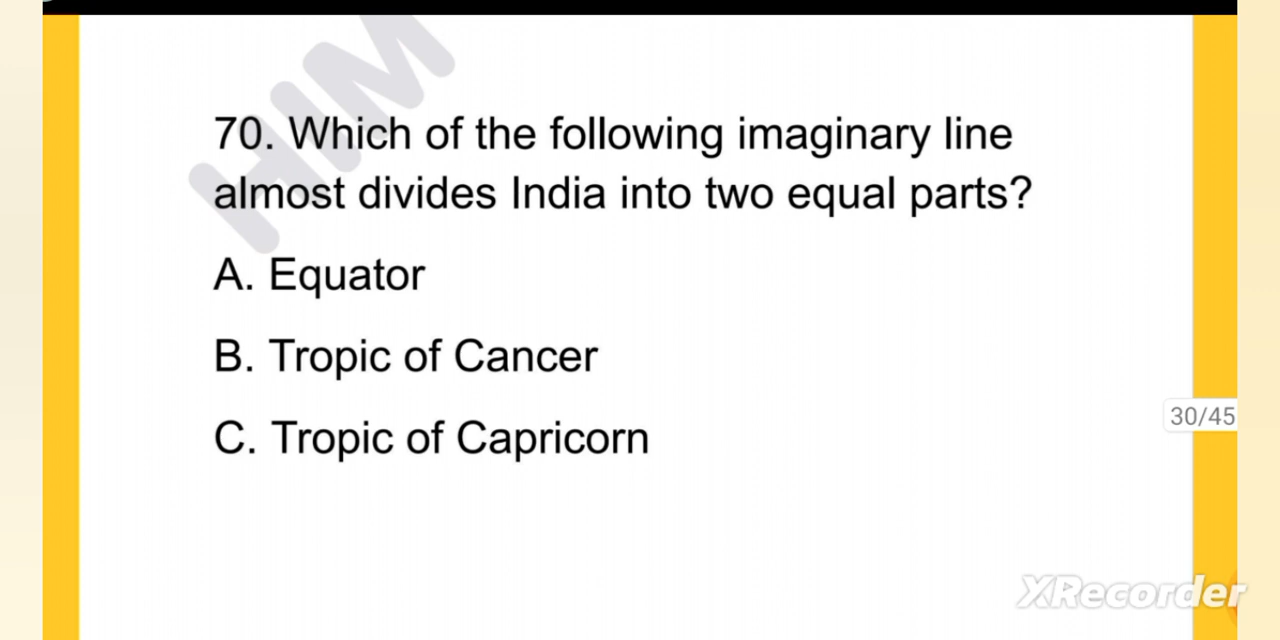 HIM
70. Which of the following imaginary line
almost divides India into two equal parts?
A. Equator
B. Tropic of Cancer
C. Tropic of Capricorn
30/45
XRecorder